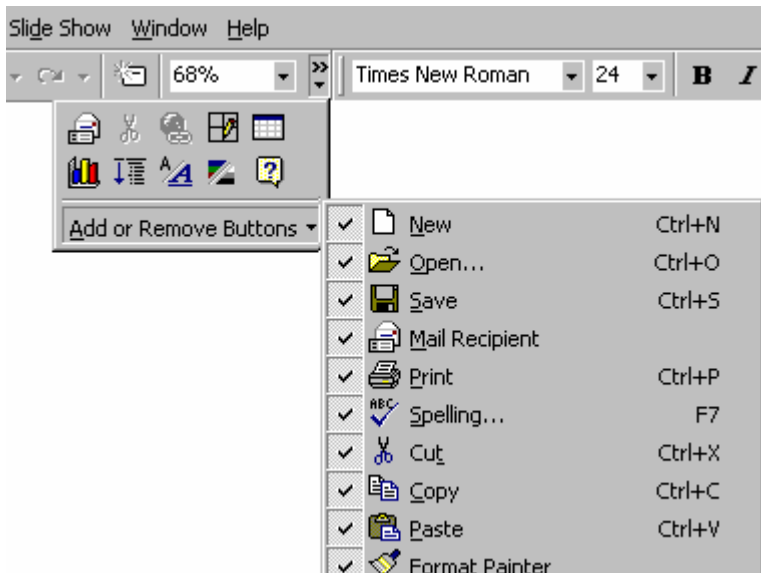 Slide Show Window Help
68% Times New Roman 24 B I
Add or Remove Buttons
New Ctrl+N
Open... Ctrl+O
Save Ctrl+S
Mail Recipient
Print Ctrl+P
ABC Spelling... F7
Cut Ctrl+X
Copy Ctrl+C
Paste Ctrl+V
Format Painter